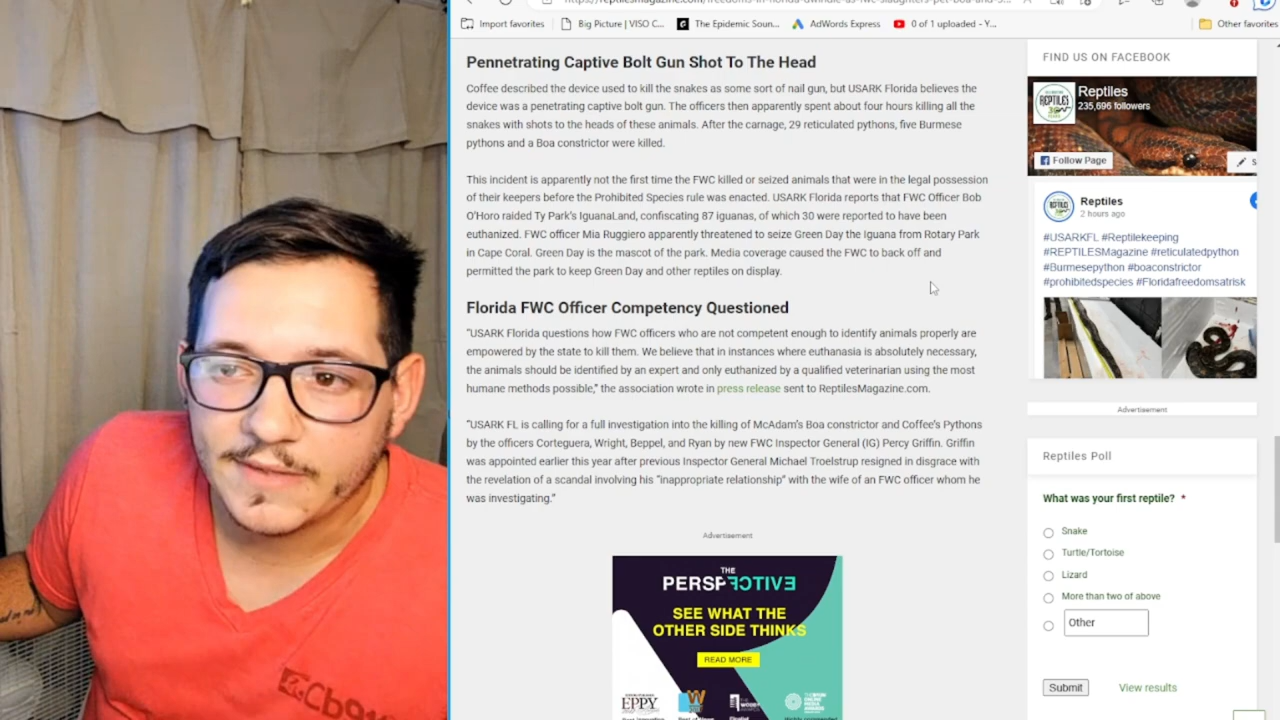 https://reptilesmagazine.com/freedoms-in-florida-dwindle-as-fwc-slaughters-pet-boa-and-3...
Import favorites
Big Picture | VISO C...
The Epidemic Soun...
AdWords Express
0 of 1 uploaded - Y...
Other favorites
Pennetrating Captive Bolt Gun Shot To The Head
Coffee described the device used to kill the snakes as some sort of nail gun, but USARK Florida believes the
device was a penetrating captive bolt gun. The officers then apparently spent about four hours killing all the
snakes with shots to the heads of these animals. After the carnage, 29 reticulated pythons, five Burmese
pythons and a Boa constrictor were killed.
This incident is apparently not the first time the FWC killed or seized animals that were in the legal possession
of their keepers before the Prohibited Species rule was enacted. USARK Florida reports that FWC Officer Bob
O'Horo raided Ty Park's IguanaLand, confiscating 87 iguanas, of which 30 were reported to have been
euthanized. FWC officer Mia Ruggiero apparently threatened to seize Green Day the Iguana from Rotary Park
in Cape Coral. Green Day is the mascot of the park. Media coverage caused the FWC to back off and
permitted the park to keep Green Day and other reptiles on display.
Florida FWC Officer Competency Questioned
"USARK Florida questions how FWC officers who are not competent enough to identify animals properly are
empowered by the state to kill them. We believe that in instances where euthanasia is absolutely necessary,
the animals should be identified by an expert and only euthanized by a qualified veterinarian using the most
humane methods possible," the association wrote in press release sent to ReptilesMagazine.com.
"USARK FL is calling for a full investigation into the killing of McAdam's Boa constrictor and Coffee's Pythons
by the officers Corteguera, Wright, Beppel, and Ryan by new FWC Inspector General (IG) Percy Griffin. Griffin
was appointed earlier this year after previous Inspector General Michael Troelstrup resigned in disgrace with
the revelation of a scandal involving his "inappropriate relationship" with the wife of an FWC officer whom he
was investigating."
Advertisement
THE
PERSPECTIVE
SEE WHAT THE
OTHER SIDE THINKS
READ MORE
EPPY
FIND US ON FACEBOOK
REPTILES
Reptiles
235,696 followers
Follow Page
Reptiles
2 hours ago
#USARKFL #Reptilekeeping
#REPTILESMagazine #reticulatedpython
#Burmesepython #boaconstrictor
#prohibitedspecies #Floridafreedomsatrisk
Advertisement
Reptiles Poll
What was your first reptile? *
Snake
Turtle/Tortoise
Lizard
More than two of above
Other
Submit
View results